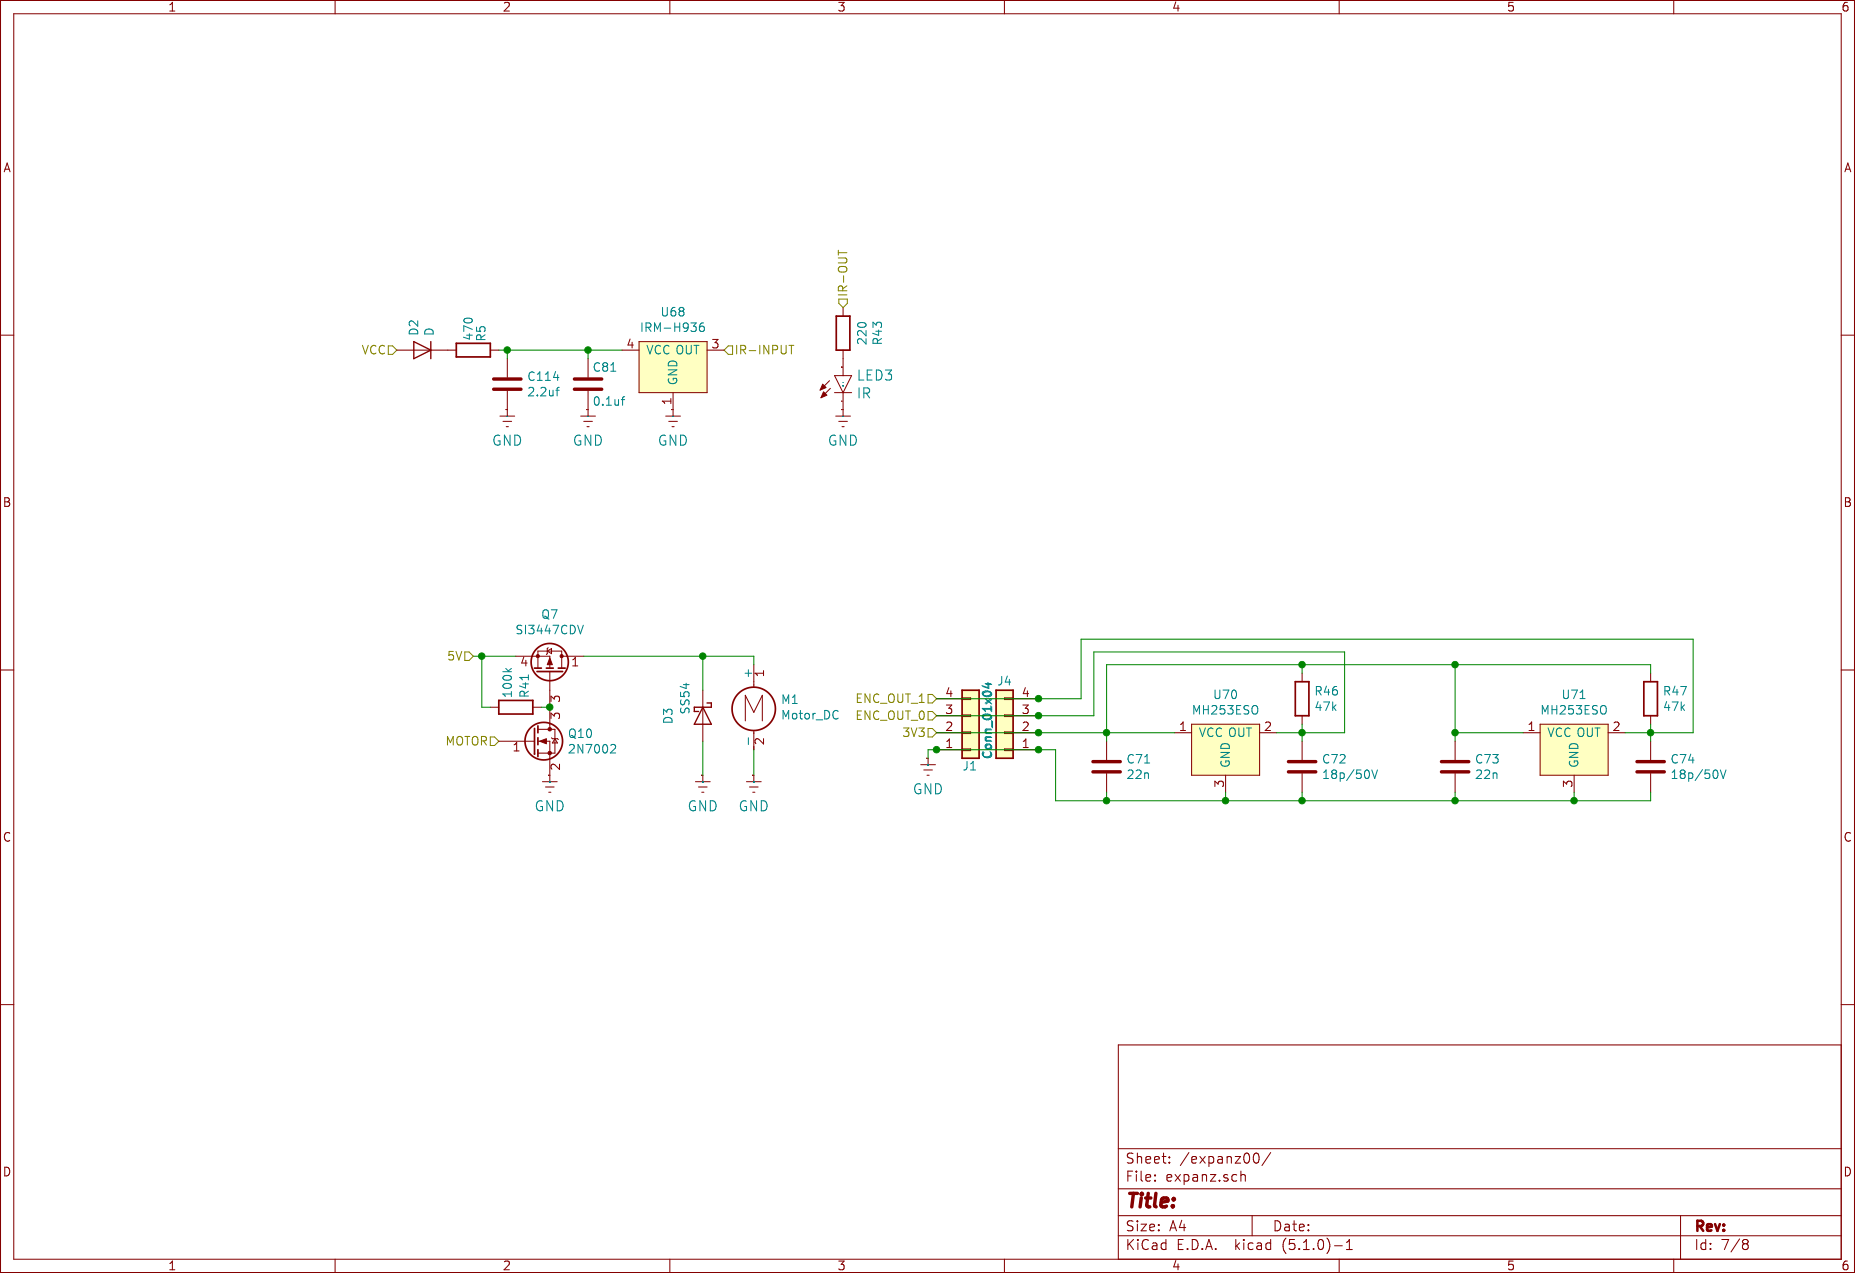 1 2 3 4 5 6
A A
IR-OUT
D2
D
470
R5
U68
IRM-H936
220
R43
VCC
4 VCC OUT 3
IR-INPUT
GND
1
C114
2.2uf
C81
0.1uf
LED3
IR
GND GND GND GND
B B
Q7
SI3447CDV
5V
4 1
100k
R41
3
3
MOTOR
1
Q10
2N7002
2
GND
D3
SS54
GND
+
1
M1
Motor_DC
-
2
GND
J4
ENC_OUT_1 4 4
ENC_OUT_0 3 3
3V3 2 2
1 1
Conn_01x04
J1
GND
U70
MH253ESO
1 VCC OUT 2
GND
3
R46
47k
C71
22n
C72
18p/50V
U71
MH253ESO
1 VCC OUT 2
GND
3
R47
47k
C73
22n
C74
18p/50V
C C
D D
Sheet: /expanz00/
File: expanz.sch
Title:
Size: A4 Date: Rev:
KiCad E.D.A. kicad (5.1.0)-1 Id: 7/8
1 2 3 4 5 6